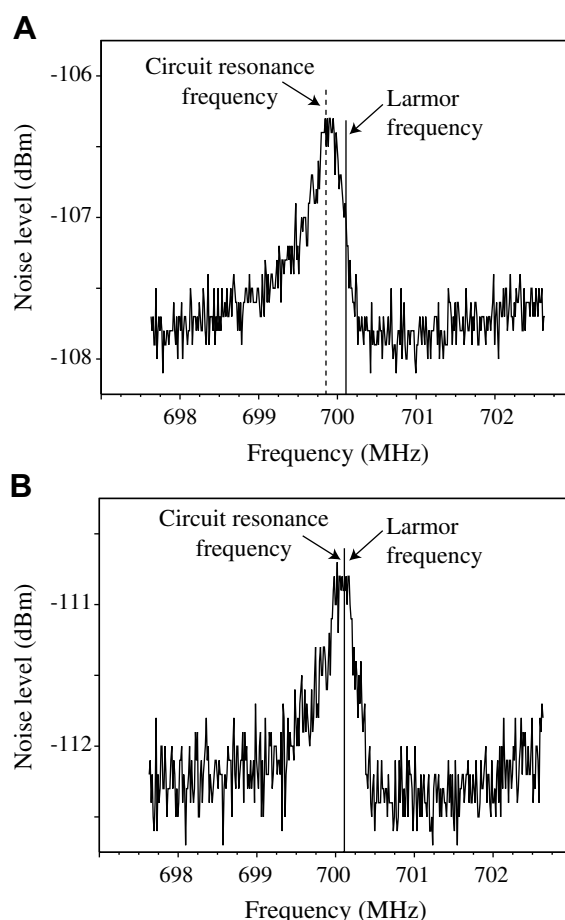 A
Circuit resonance
frequency
Larmor
frequency
Noise level (dBm)
-106
-107
-108
698 699 700 701 702
Frequency (MHz)
B
Circuit resonance
frequency
Larmor
frequency
Noise level (dBm)
-111
-112
698 699 700 701 702
Frequency (MHz)